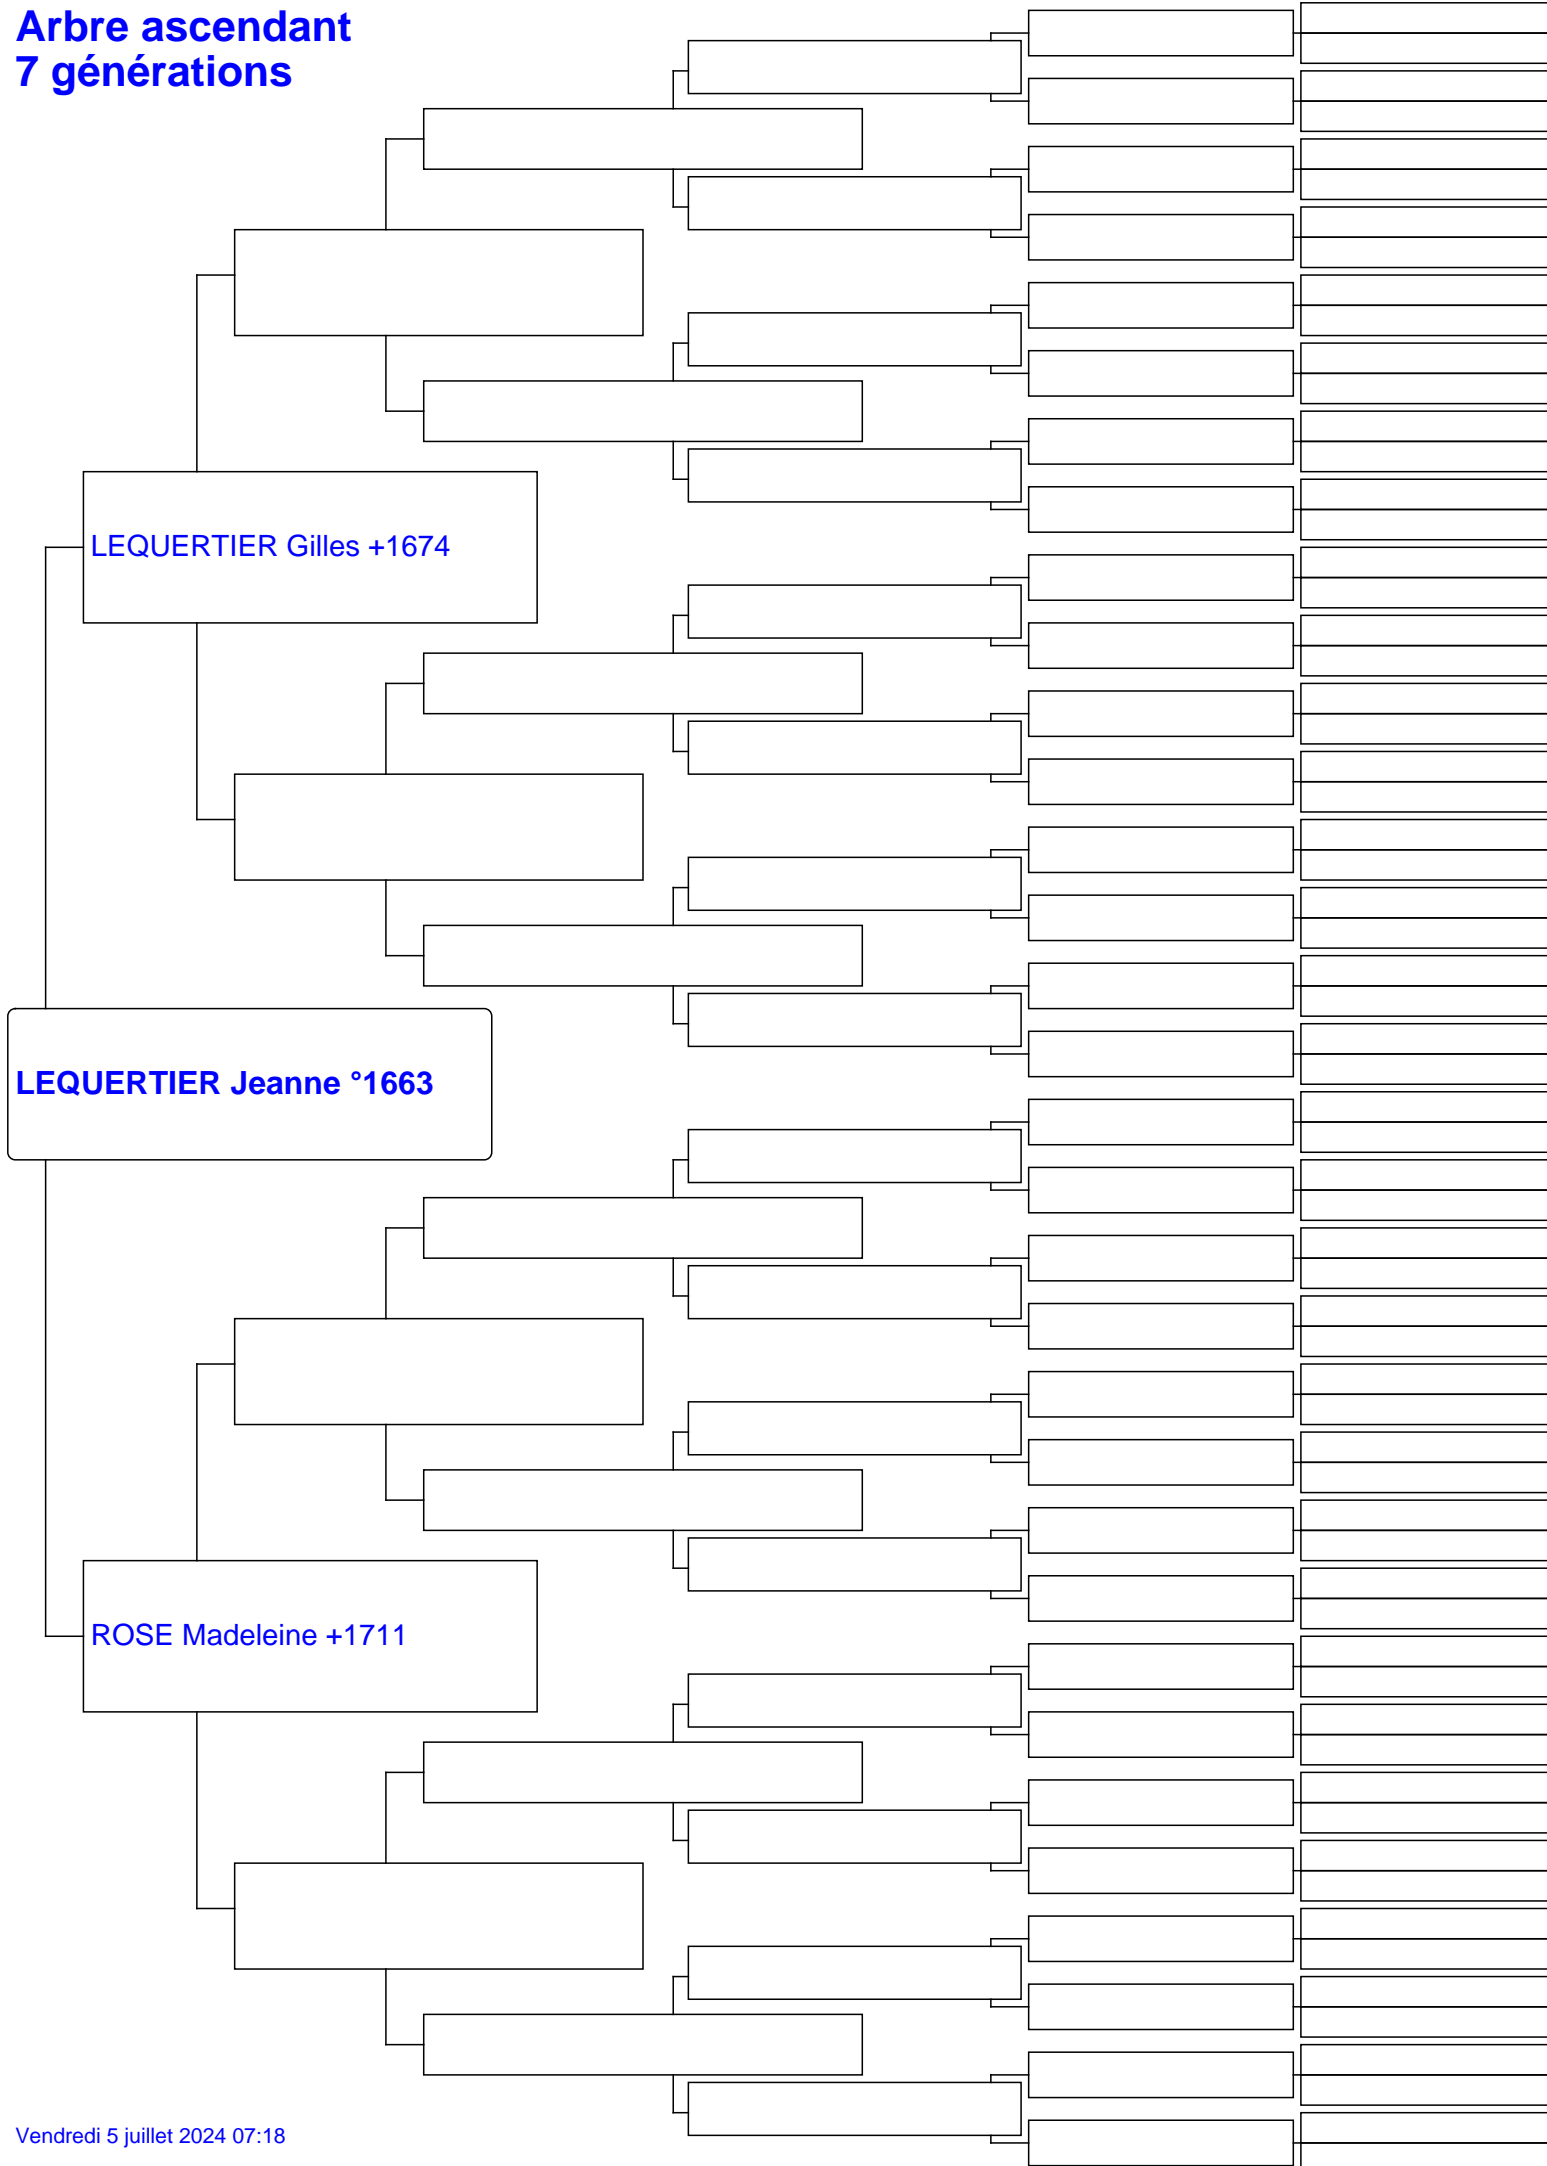 Arbre ascendant
7 générations
LEQUERTIER Gilles +1674
LEQUERTIER Jeanne °1663
ROSE Madeleine +1711
Vendredi 5 juillet 2024 07:18